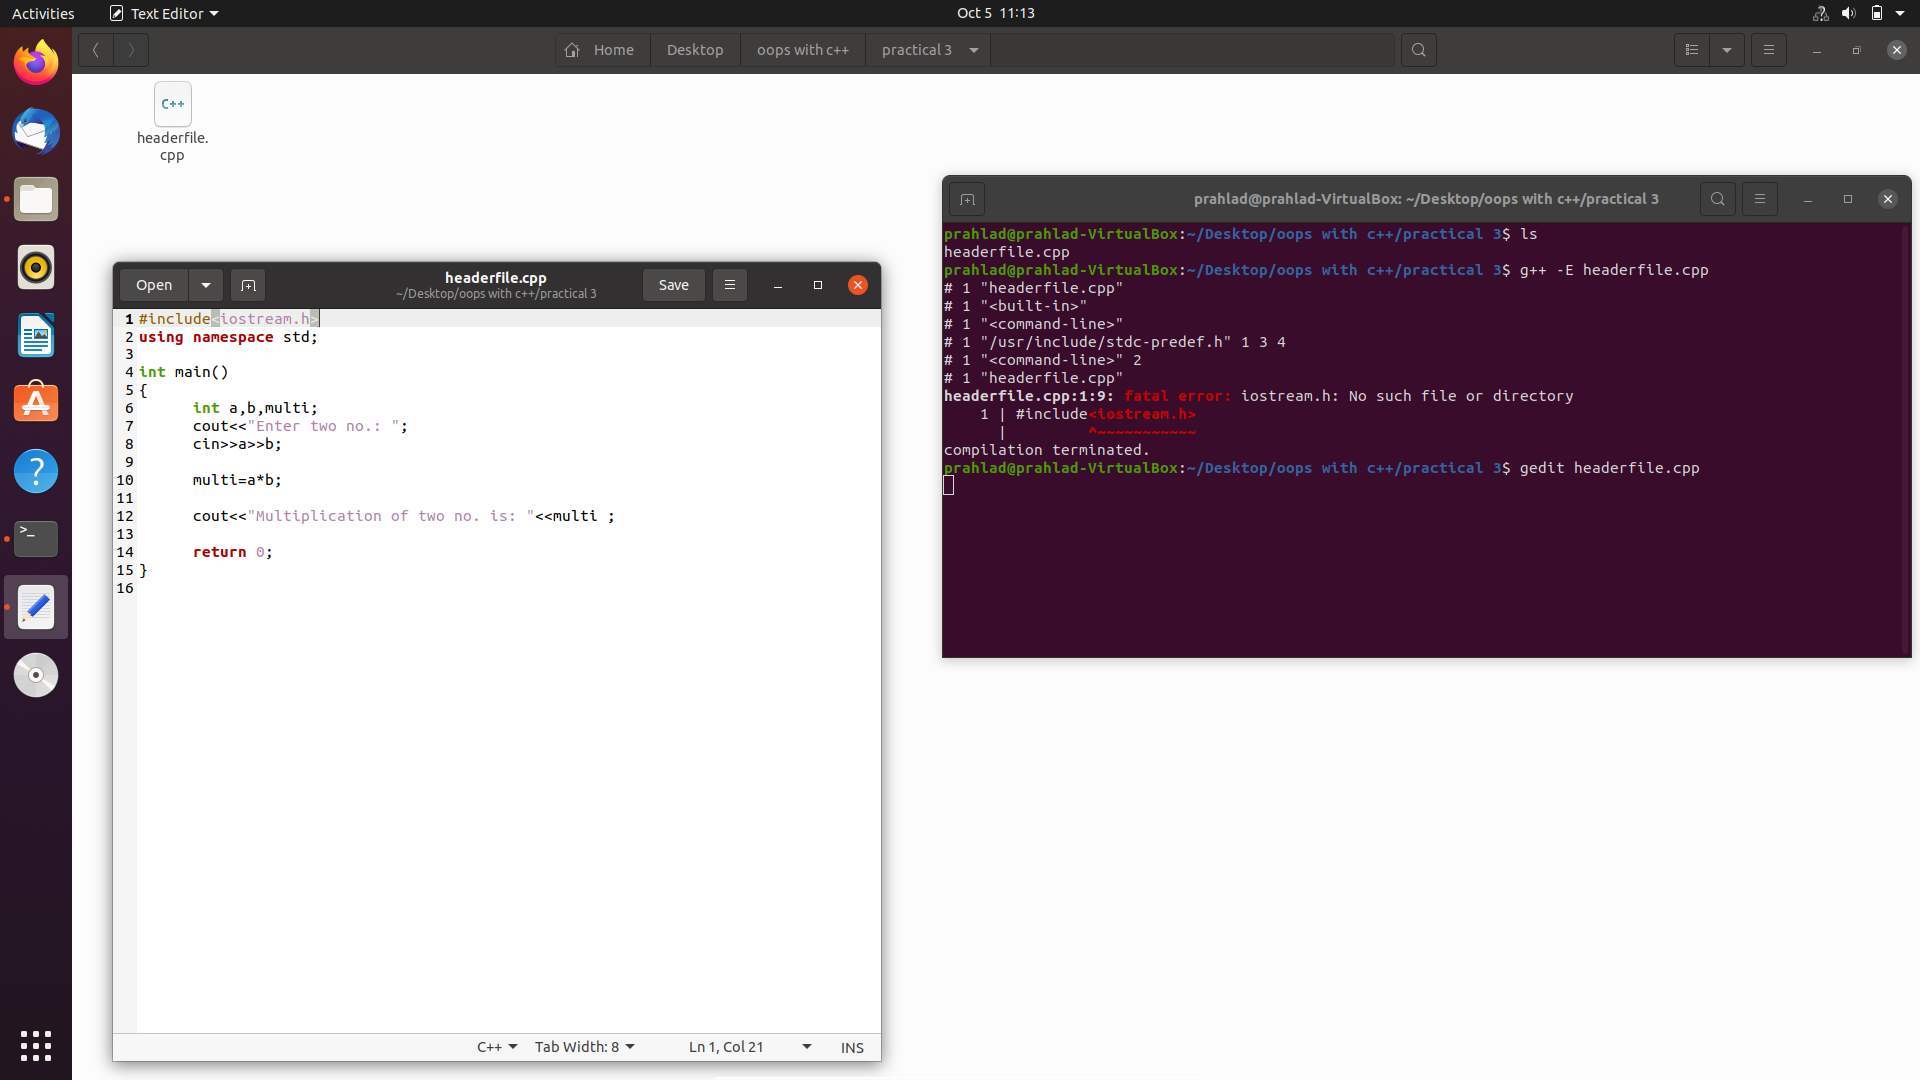 Activities
Text Editor
Oct 5 11:13
Home
Desktop
oops with c++
practical 3
C++
headerfile.
cpp
Open
headerfile.cpp
~/Desktop/oops with c++/practical 3
Save
1 #include<iostream.h>
2 using namespace std;
3
4 int main()
5 {
6 int a,b,multi;
7 cout<<"Enter two no.: ";
8 cin>>a>>b;
9
10 multi=a*b;
11
12 cout<<"Multiplication of two no. is: "<<multi ;
13
14 return 0;
15 }
16
C++
Tab Width: 8
Ln 1, Col 21
INS
prahlad@prahlad-VirtualBox: ~/Desktop/oops with c++/practical 3
prahlad@prahlad-VirtualBox:~/Desktop/oops with c++/practical 3$ ls
headerfile.cpp
prahlad@prahlad-VirtualBox:~/Desktop/oops with c++/practical 3$ g++ -E headerfile.cpp
# 1 "headerfile.cpp"
# 1 "<built-in>"
# 1 "<command-line>"
# 1 "/usr/include/stdc-predef.h" 1 3 4
# 1 "<command-line>" 2
# 1 "headerfile.cpp"
headerfile.cpp:1:9: fatal error: iostream.h: No such file or directory
1 | #include<iostream.h>
| ^~~~~~~~~~~~
compilation terminated.
prahlad@prahlad-VirtualBox:~/Desktop/oops with c++/practical 3$ gedit headerfile.cpp